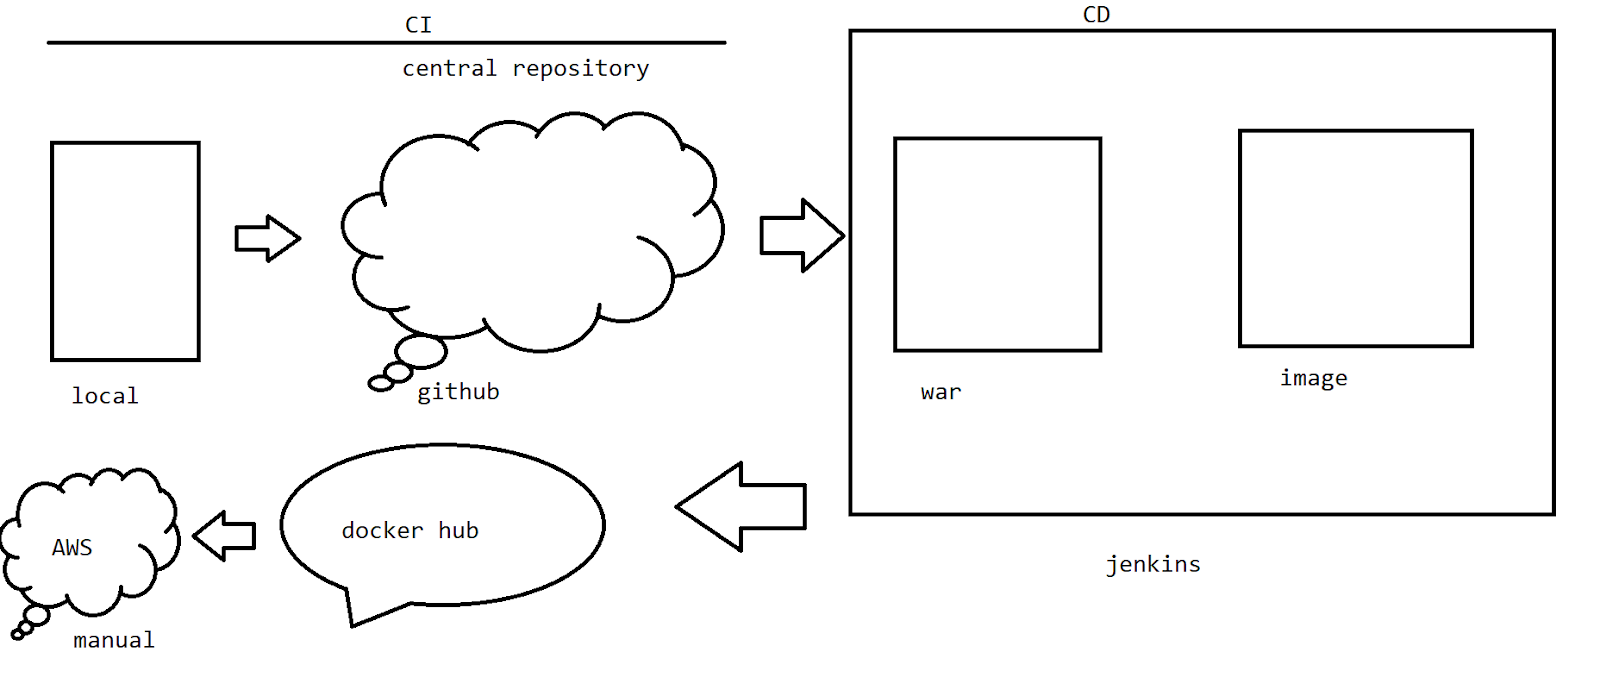 CI
CD
central repository
local
github
war
image
docker hub
AWS
jenkins
manual